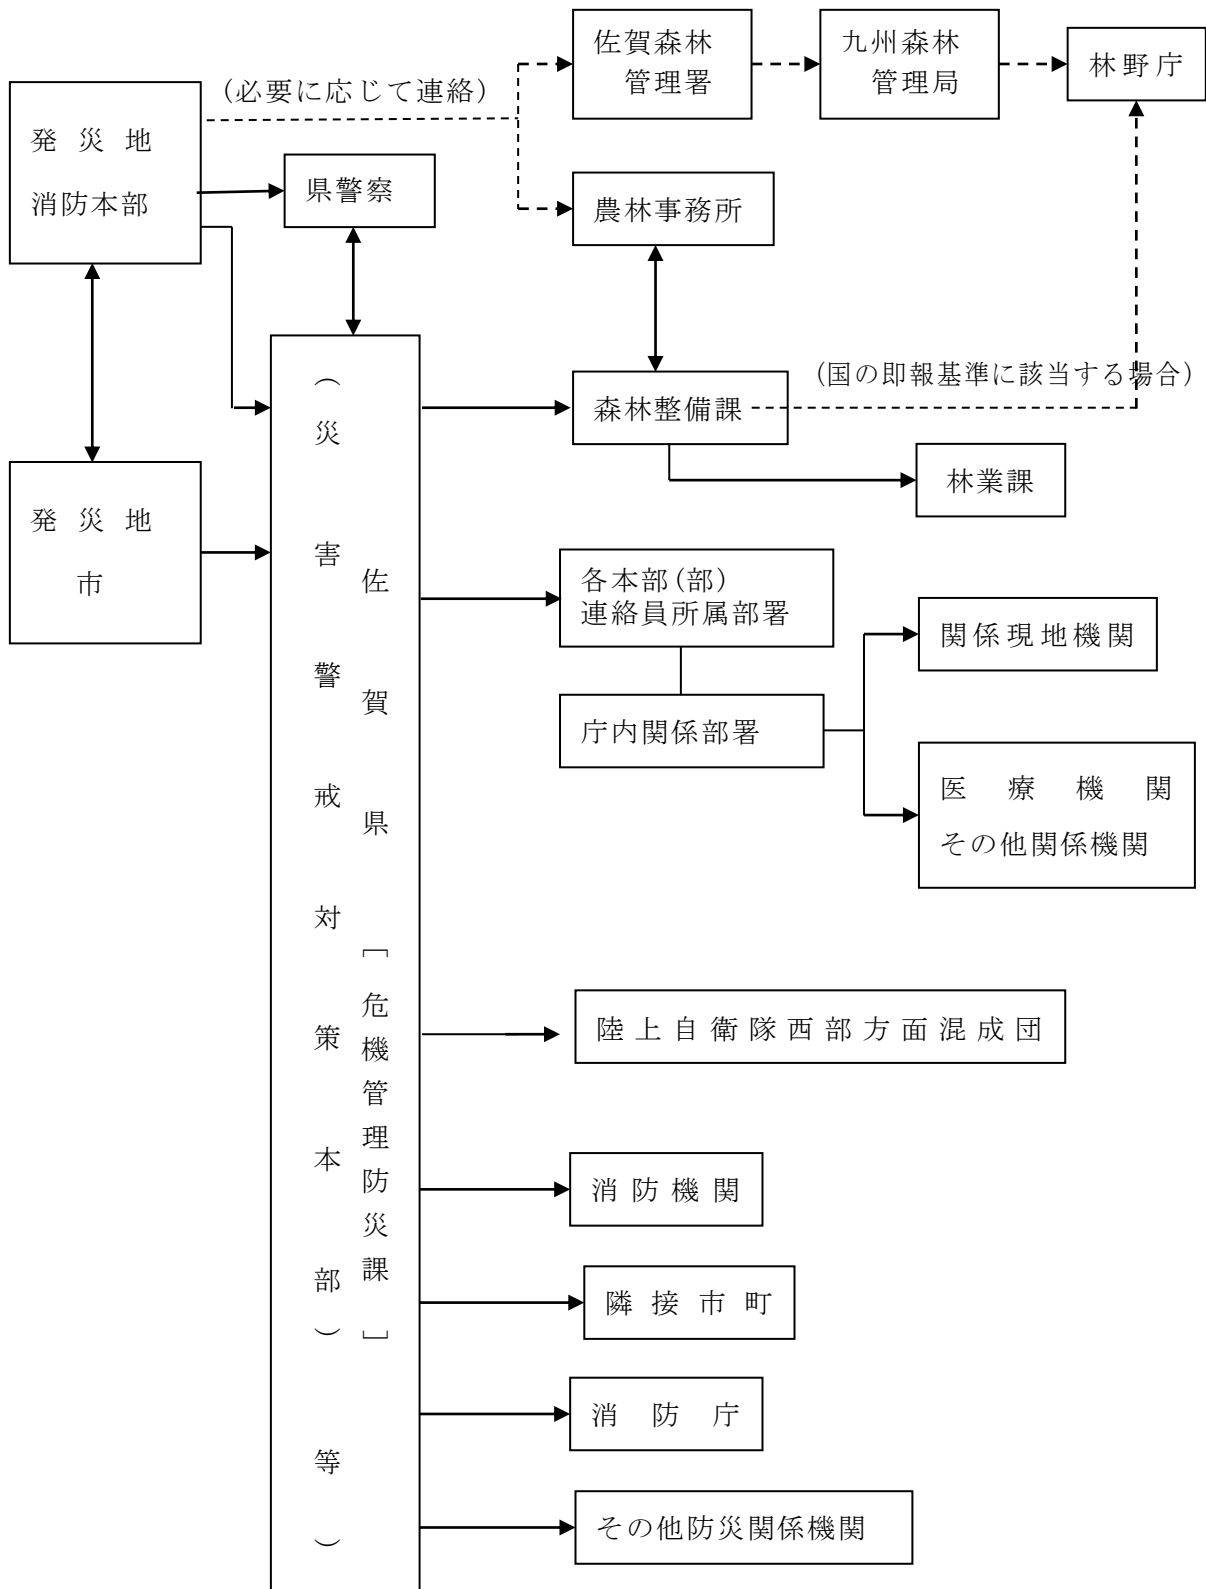 佐賀森林
管理署
九州森林
管理局
林野庁
(必要に応じて連絡)
発災地
消防本部
県警察
農林事務所
(国の即報基準に該当する場合)
森林整備課
林業課
発災地
市
佐賀県[危機管理防災課]
(災害警戒対策本部)等)
各本部(部)
連絡員所属部署
関係現地機関
庁内関係部署
医療機関
その他関係機関
陸上自衛隊西部方面混成団
消防機関
隣接市町
消防庁
その他防災関係機関